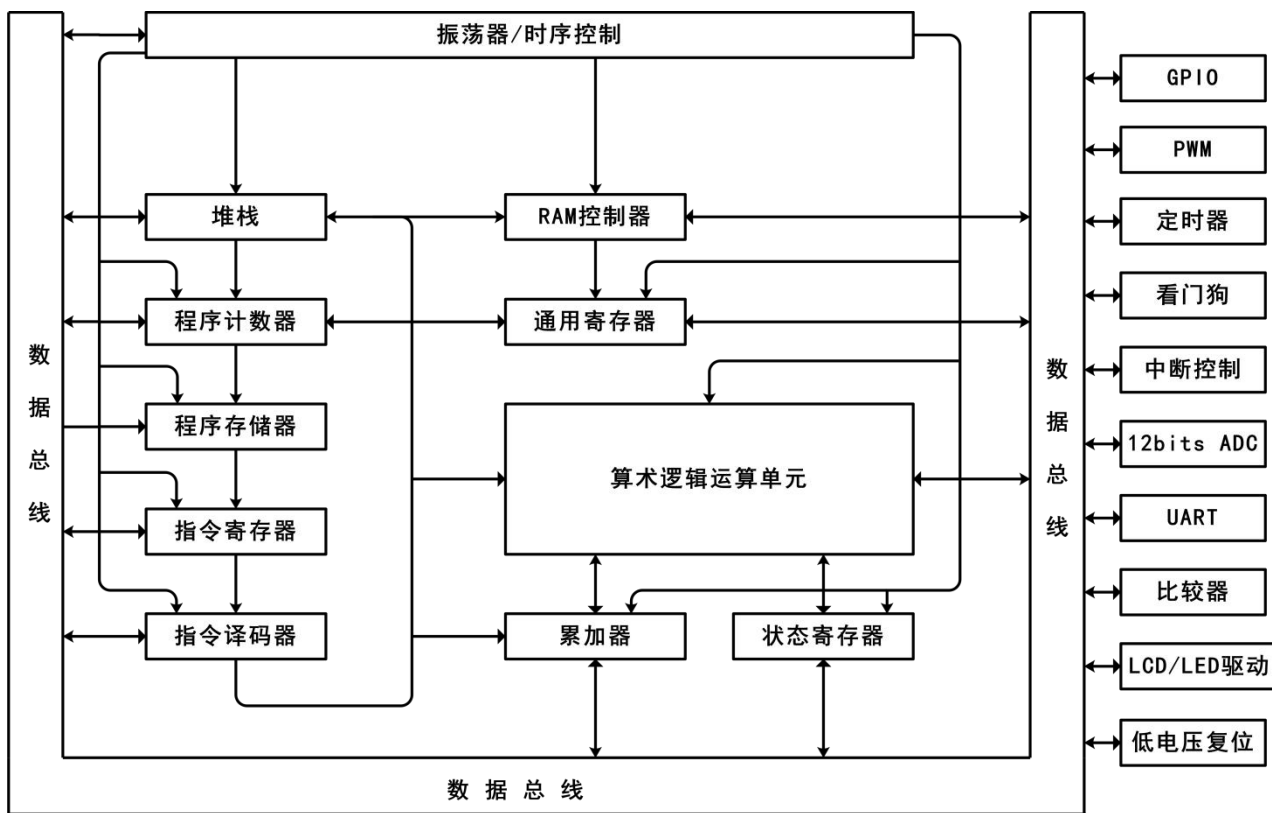 振荡器/时序控制
堆栈
RAM控制器
程序计数器
通用寄存器
程序存储器
算术逻辑运算单元
指令寄存器
指令译码器
累加器
状态寄存器
数据总线
数据总线
数据总线
GPIO
PWM
定时器
看门狗
中断控制
12bits ADC
UART
比较器
LCD/LED驱动
低电压复位